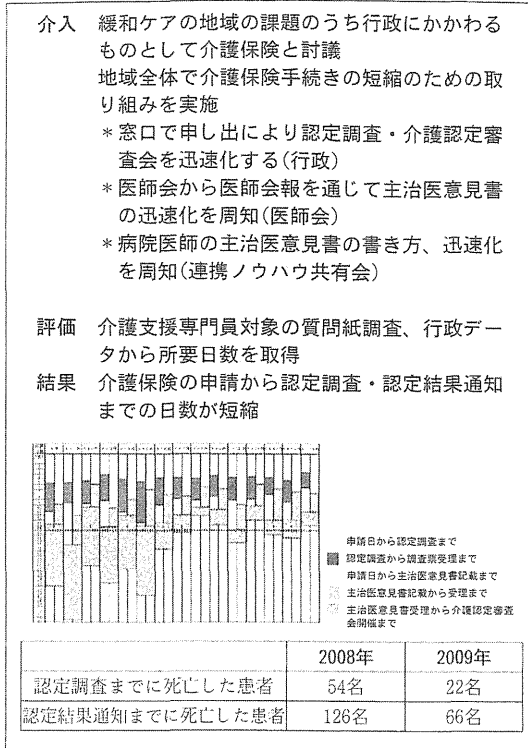 介入 緩和ケアの地域の課題のうち行政にかかわる
ものとして介護保険と討議
地域全体で介護保険手続きの短縮のための取
り組みを実施
＊窓口で申し出により認定調査・介護認定審
査会を迅速化する(行政)
＊医師会から医師会報を通じて主治医意見書
の迅速化を周知(医師会)
＊病院医師の主治医意見書の書き方、迅速化
を周知(連携ノウハウ共有会)
評価 介護支援専門員対象の質問紙調査、行政デー
タから所要日数を取得
結果 介護保険の申請から認定調査・認定結果通知
までの日数が短縮
申請日から認定調査まで
認定調査から調査票受理まで
申請日から主治医意見書記載まで
主治医意見書記載から受理まで
主治医意見書受理から介護認定審査
会開催まで
2008年 2009年
認定調査までに死亡した患者 54名 22名
認定結果通知までに死亡した患者 126名 66名